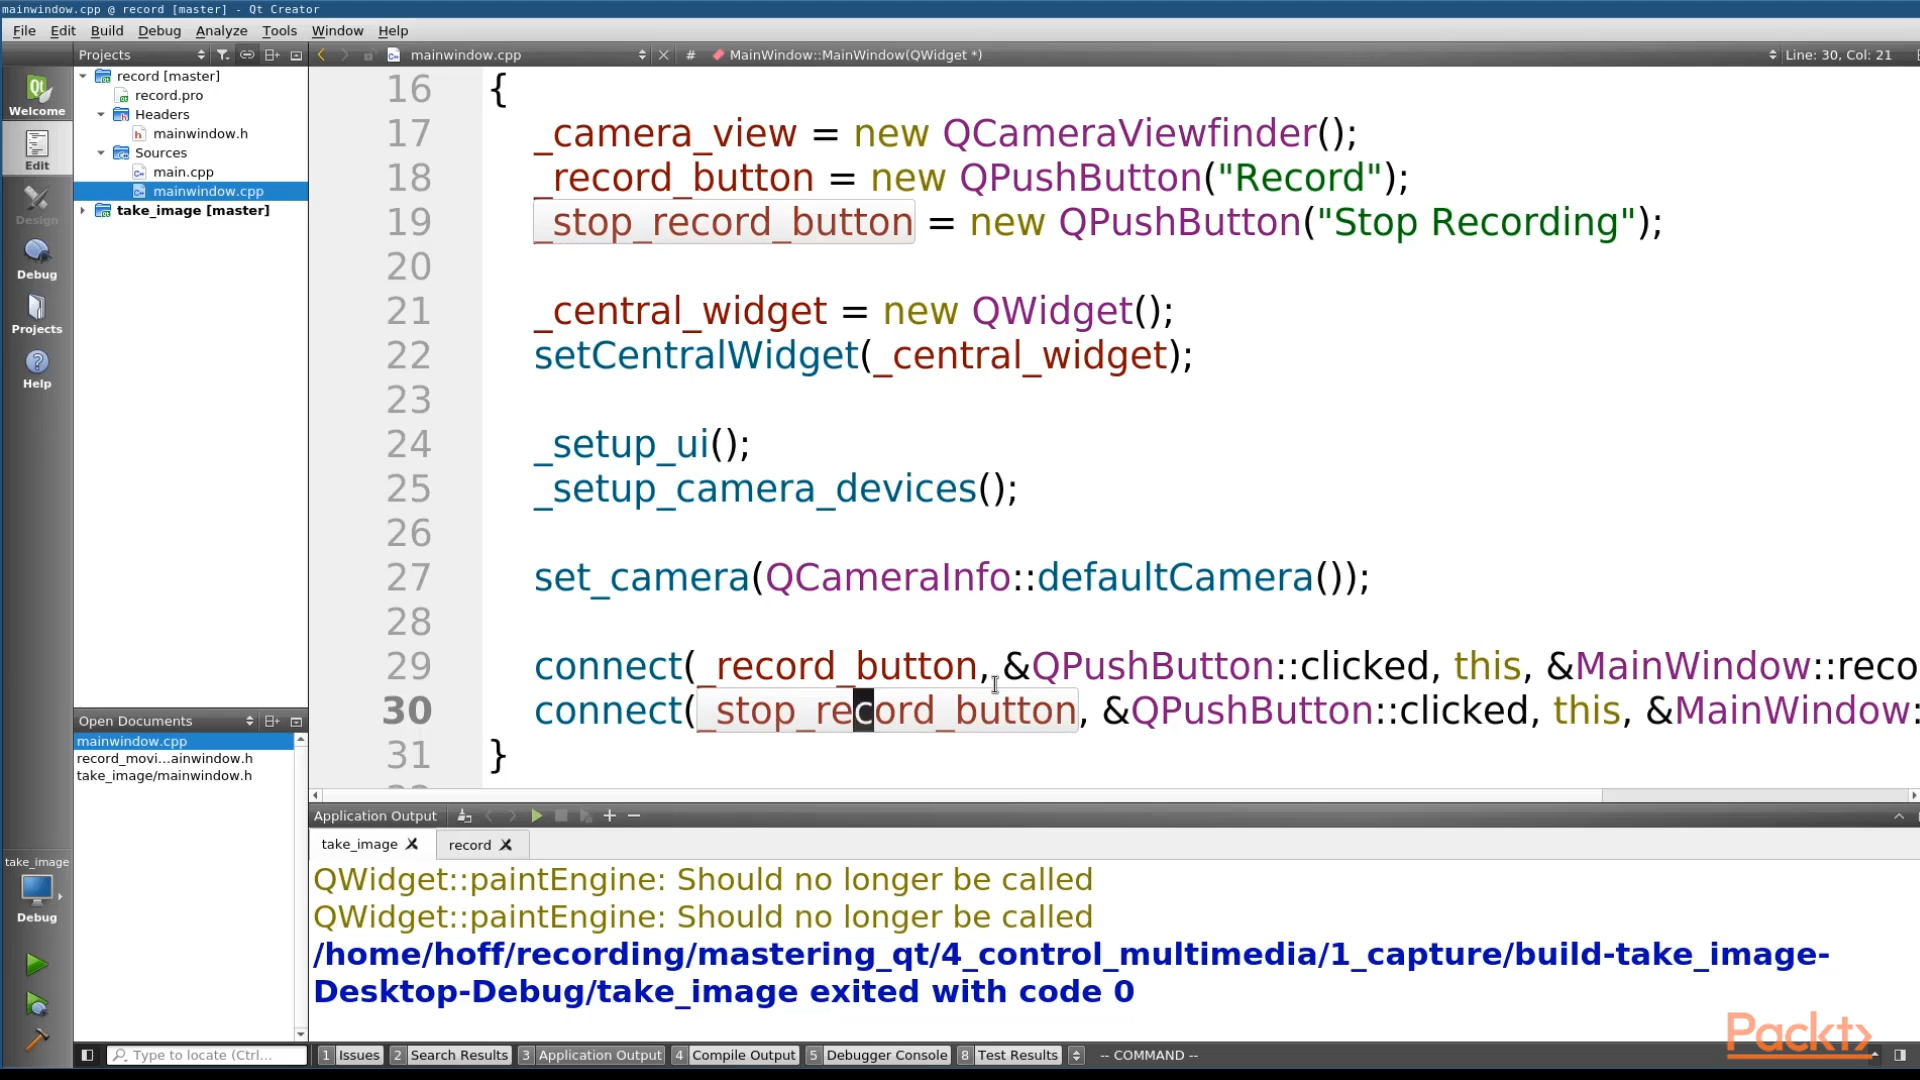 mainwindow.cpp @ record [master] - Qt Creator
File Edit Build Debug Analyze Tools Window Help
Projects
mainwindow.cpp
# MainWindow::MainWindow(QWidget *)
Line: 30, Col: 21
Welcome
Edit
Design
Debug
Projects
Help
record [master]
record.pro
Headers
mainwindow.h
Sources
main.cpp
mainwindow.cpp
take_image [master]
16 {
17 _camera_view = new QCameraViewfinder();
18 _record_button = new QPushButton("Record");
19 _stop_record_button = new QPushButton("Stop Recording");
20
21 _central_widget = new QWidget();
22 setCentralWidget(_central_widget);
23
24 _setup_ui();
25 _setup_camera_devices();
26
27 set_camera(QCameraInfo::defaultCamera());
28
29 connect(_record_button, &QPushButton::clicked, this, &MainWindow::reco
30 connect(_stop_record_button, &QPushButton::clicked, this, &MainWindow:
31 }
Open Documents
mainwindow.cpp
record_movi...ainwindow.h
take_image/mainwindow.h
Application Output
take_image
record
QWidget::paintEngine: Should no longer be called
QWidget::paintEngine: Should no longer be called
/home/hoff/recording/mastering_qt/4_control_multimedia/1_capture/build-take_image-
Desktop-Debug/take_image exited with code 0
take_image
Debug
Packt>
Type to locate (Ctrl...
1 Issues 2 Search Results 3 Application Output 4 Compile Output 5 Debugger Console 8 Test Results
-- COMMAND --